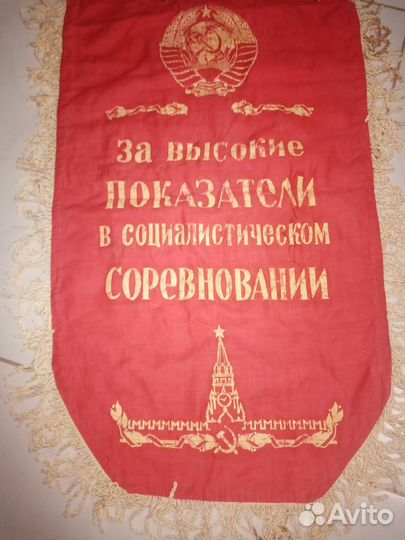 За высокие
показатели
в социалистическом
соревновании
Avito